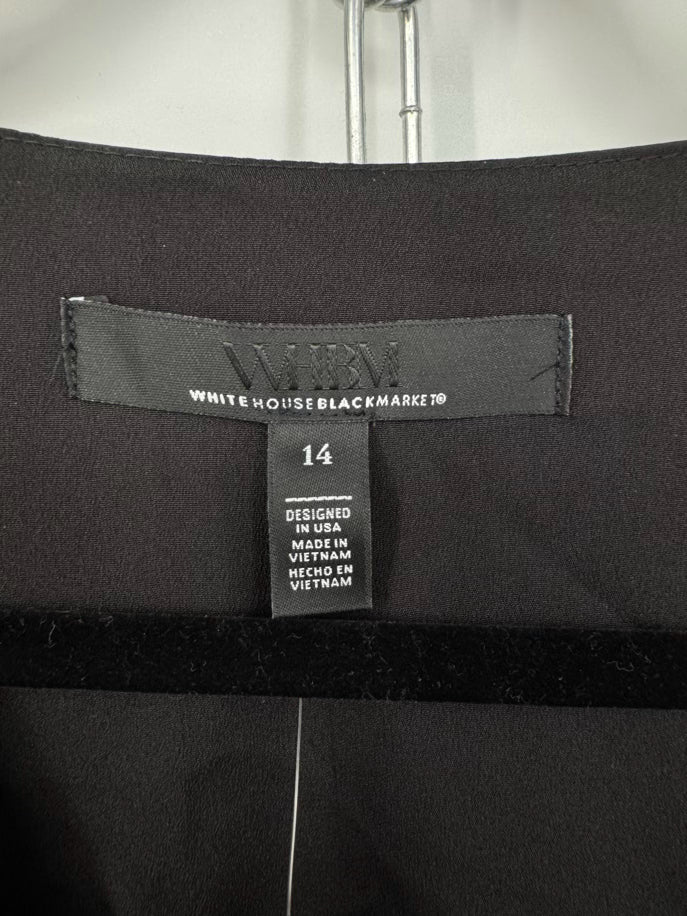 WHBM
WHITE HOUSE BLACK MARKET®
14
DESIGNED
IN USA
MADE IN
VIETNAM
HECHO EN
VIETNAM